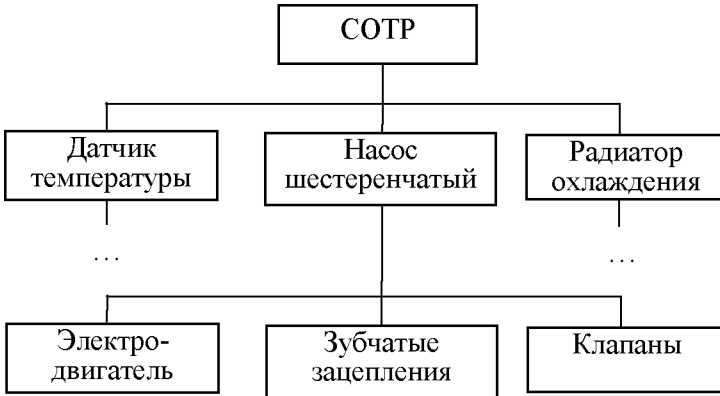 СОТР
Датчик
температуры
Насос
шестеренчатый
Радиатор
охлаждения
...
...
Электро-
двигатель
Зубчатые
зацепления
Клапаны